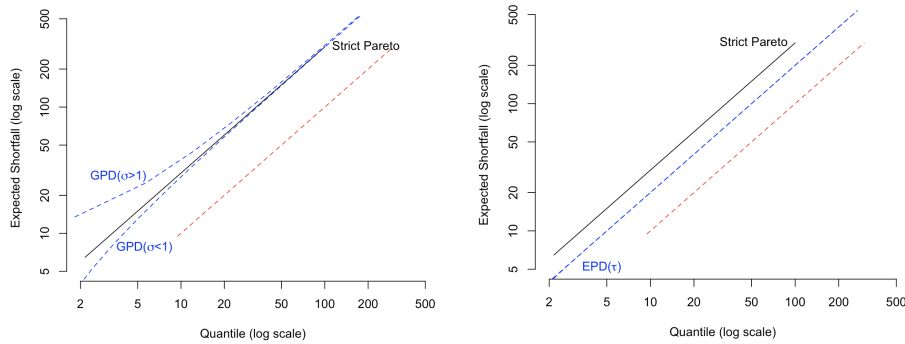 Expected Shortfall (log scale)
500
200
100
50
20
10
5
Strict Pareto
GPD(σ>1)
GPD(σ<1)
2 5 10 20 50 100 200 500
Quantile (log scale)
Expected Shortfall (log scale)
500
200
100
50
20
10
5
Strict Pareto
EPD(τ)
2 5 10 20 50 100 200 500
Quantile (log scale)